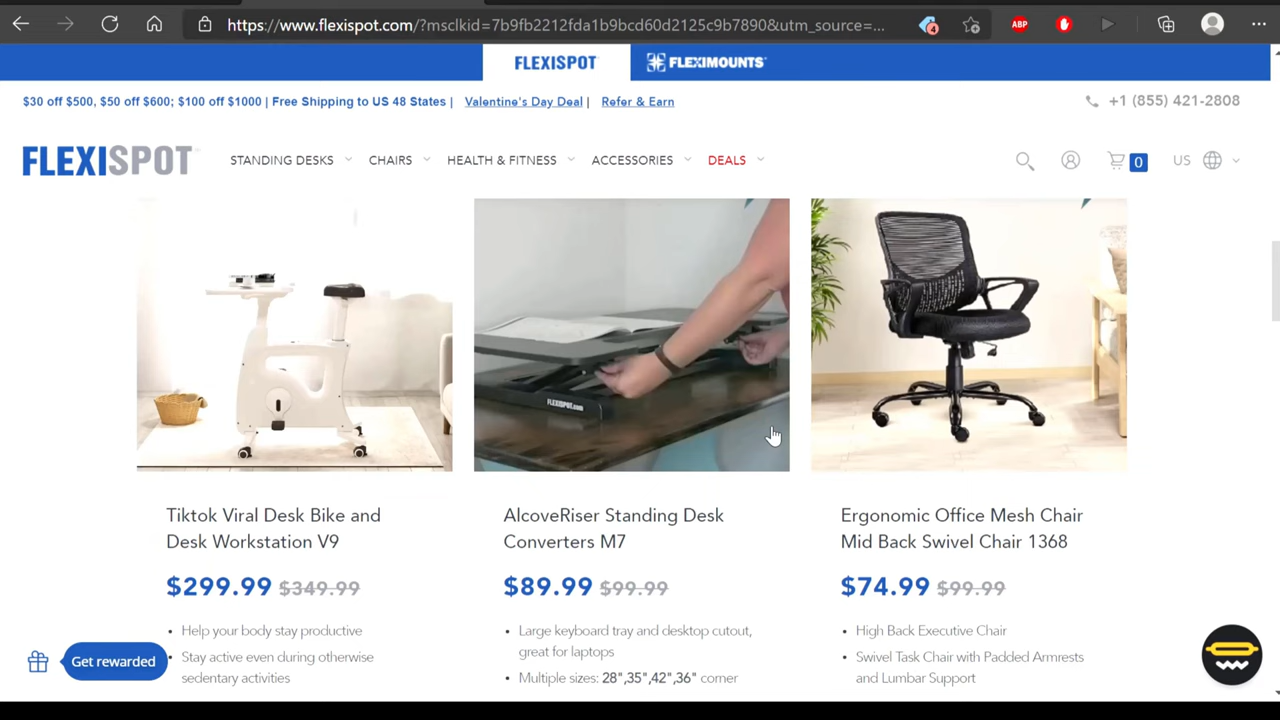 https://www.flexispot.com/?msclkid=7b9fb2212fda1b9bcd60d2125c9b7890&utm_source=...
4
ABP
FLEXISPOT
FLEXIMOUNTS
$30 off $500, $50 off $600; $100 off $1000 | Free Shipping to US 48 States | Valentine's Day Deal | Refer & Earn
+1 (855) 421-2808
FLEXISPOT
STANDING DESKS CHAIRS HEALTH & FITNESS ACCESSORIES DEALS
0
US
FLEXISPOT.com
Tiktok Viral Desk Bike and
Desk Workstation V9
$299.99 $349.99
• Help your body stay productive
• Stay active even during otherwise
sedentary activities
AlcoveRiser Standing Desk
Converters M7
$89.99 $99.99
• Large keyboard tray and desktop cutout,
great for laptops
• Multiple sizes: 28",35",42",36" corner
Ergonomic Office Mesh Chair
Mid Back Swivel Chair 1368
$74.99 $99.99
• High Back Executive Chair
• Swivel Task Chair with Padded Armrests
and Lumbar Support
Get rewarded